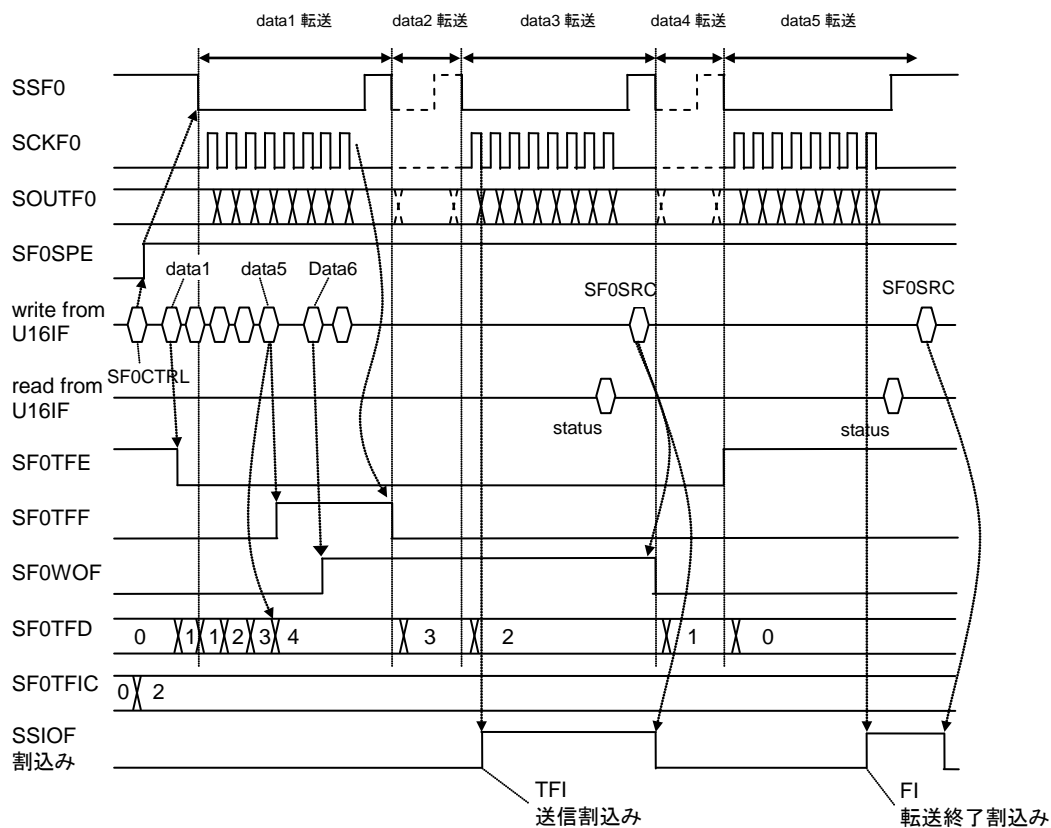 data1 転送 data2 転送 data3 転送 data4 転送 data5 転送
SSF0
SCKF0
SOUTF0
SF0SPE
data1 data5 Data6
SF0SRC SF0SRC
write from
U16IF
SF0CTRL
read from
U16IF
status status
SF0TFE
SF0TFF
SF0WOF
SF0TFD 0 1 1 2 3 4 3 2 1 0
SF0TFIC 0 2
SSIOF
割込み
TFI FI
送信割込み 転送終了割込み